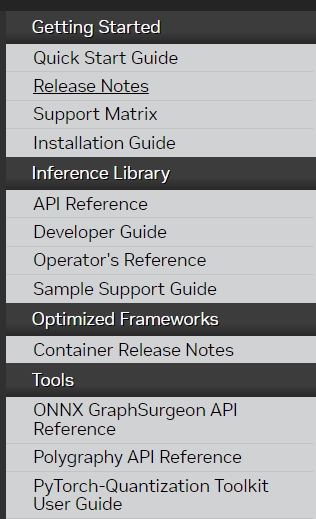 Getting Started
Quick Start Guide
Release Notes
Support Matrix
Installation Guide
Inference Library
API Reference
Developer Guide
Operator's Reference
Sample Support Guide
Optimized Frameworks
Container Release Notes
Tools
ONNX GraphSurgeon API
Reference
Polygraphy API Reference
PyTorch-Quantization Toolkit
User Guide